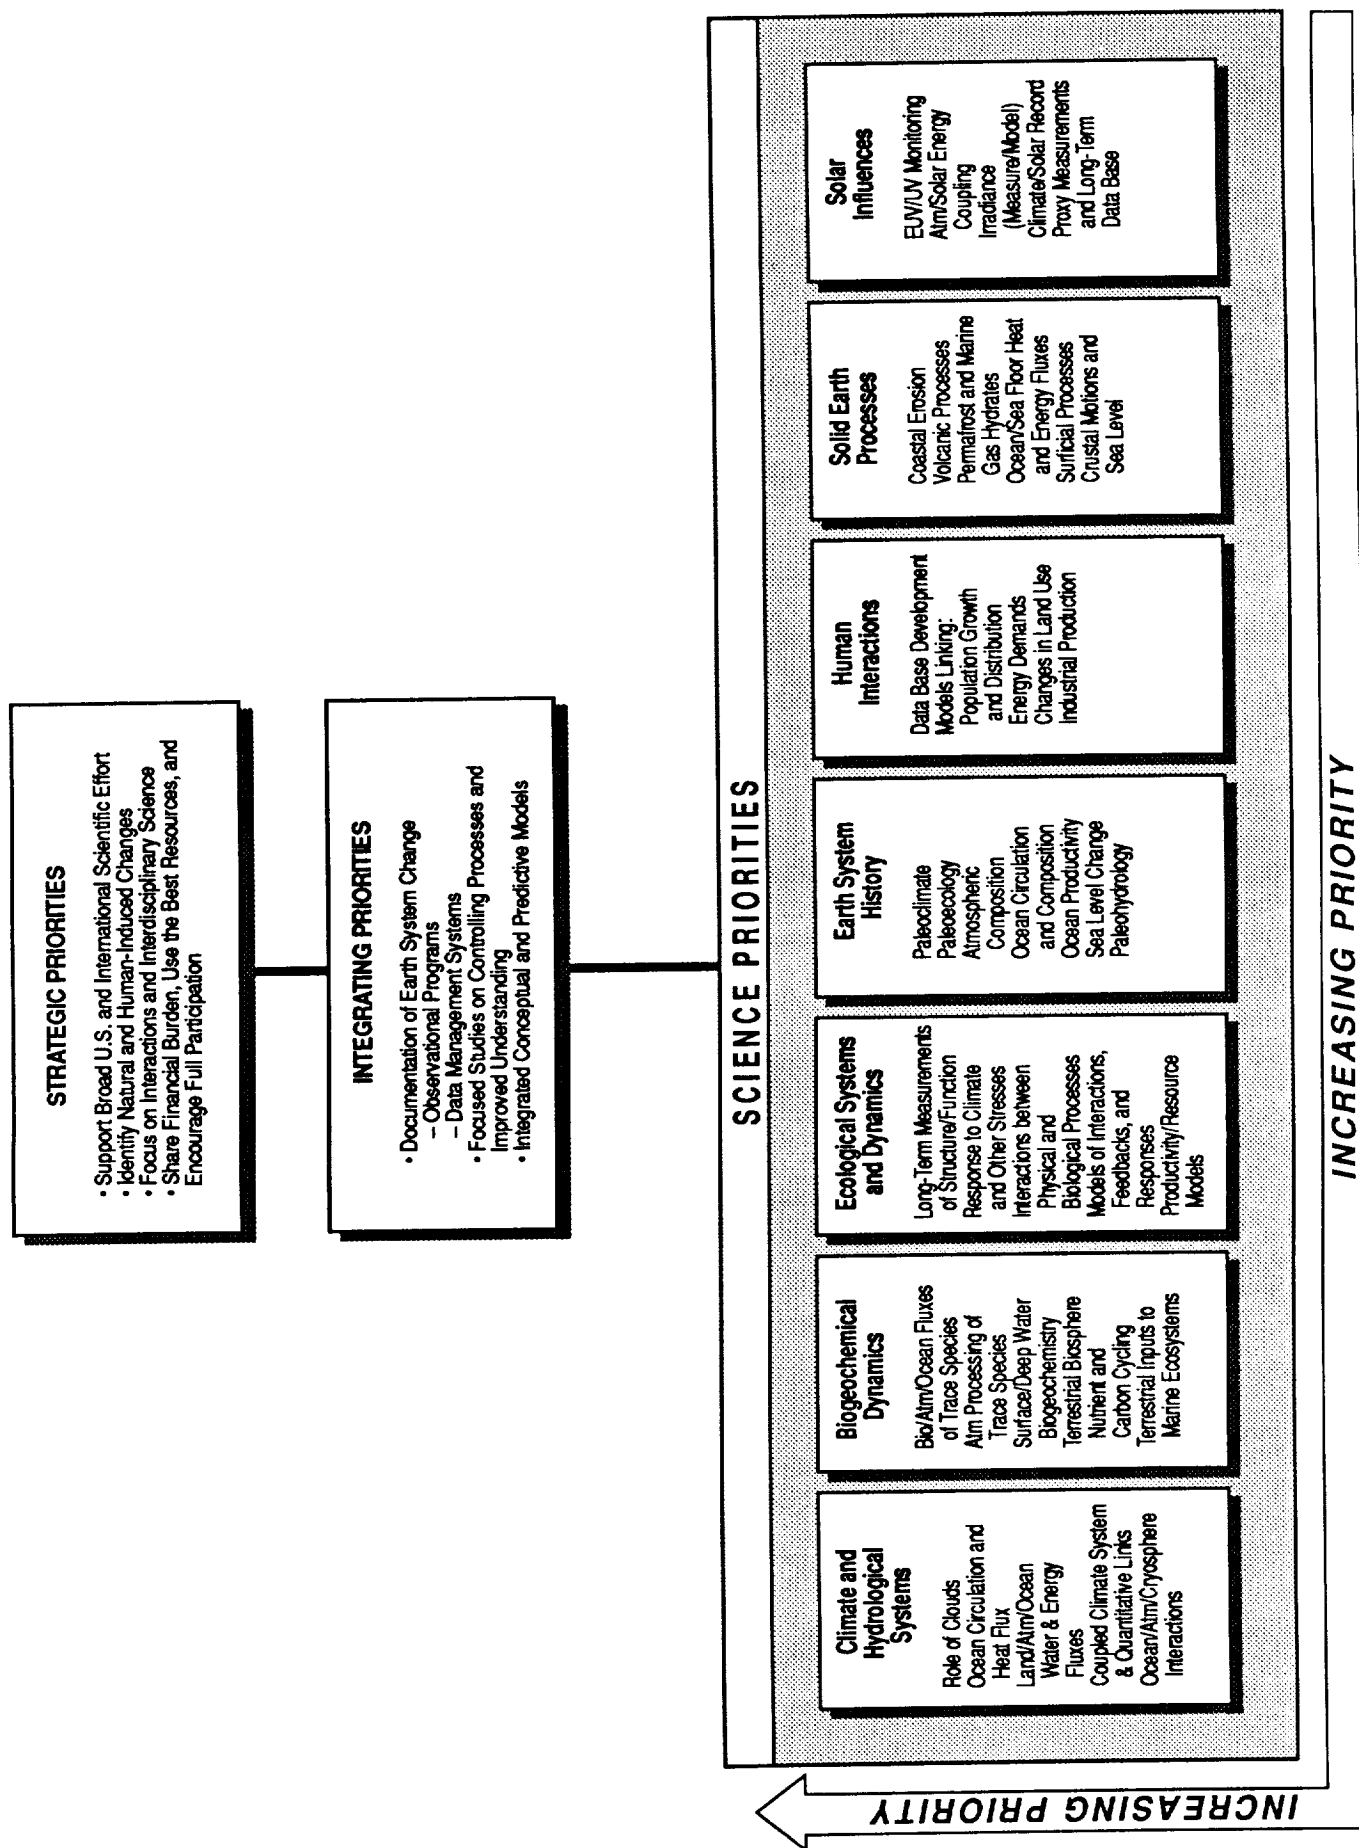 STRATEGIC PRIORITIES
• Support Broad U.S. and International Scientific Effort
• Identify Natural and Human-Induced Changes
• Focus on Interactions and Interdisciplinary Science
• Share Financial Burden, Use the Best Resources, and
Encourage Full Participation
INTEGRATING PRIORITIES
• Documentation of Earth System Change
– Observational Programs
– Data Management Systems
• Focused Studies on Controlling Processes and
Improved Understanding
• Integrated Conceptual and Predictive Models
SCIENCE PRIORITIES
Climate and
Hydrological
Systems
Role of Clouds
Ocean Circulation and
Heat Flux
Land/Atm/Ocean
Water & Energy
Fluxes
Coupled Climate System
& Quantitative Links
Ocean/Atm/Cryosphere
Interactions
Biogeochemical
Dynamics
Bio/Atm/Ocean Fluxes
of Trace Species
Atm Processing of
Trace Species
Surface/Deep Water
Biogeochemistry
Terrestrial Biosphere
Nutrient and
Carbon Cycling
Terrestrial Inputs to
Marine Ecosystems
Ecological Systems
and Dynamics
Long-Term Measurements
of Structure/Function
Response to Climate
and Other Stresses
Interactions between
Physical and
Biological Processes
Models of Interactions,
Feedbacks, and
Responses
Productivity/Resource
Models
Earth System
History
Paleoclimate
Paleoecology
Atmospheric
Composition
Ocean Circulation
and Composition
Ocean Productivity
Sea Level Change
Paleohydrology
Human
Interactions
Data Base Development
Models Linking:
Population Growth
and Distribution
Energy Demands
Changes in Land Use
Industrial Production
Solid Earth
Processes
Coastal Erosion
Volcanic Processes
Permafrost and Marine
Gas Hydrates
Ocean/Sea Floor Heat
and Energy Fluxes
Surficial Processes
Crustal Motions and
Sea Level
Solar
Influences
EUV/UV Monitoring
Atm/Solar Energy
Coupling
Irradiance
(Measure/Model)
Climate/Solar Record
Proxy Measurements
and Long-Term
Data Base
INCREASING PRIORITY
INCREASING PRIORITY